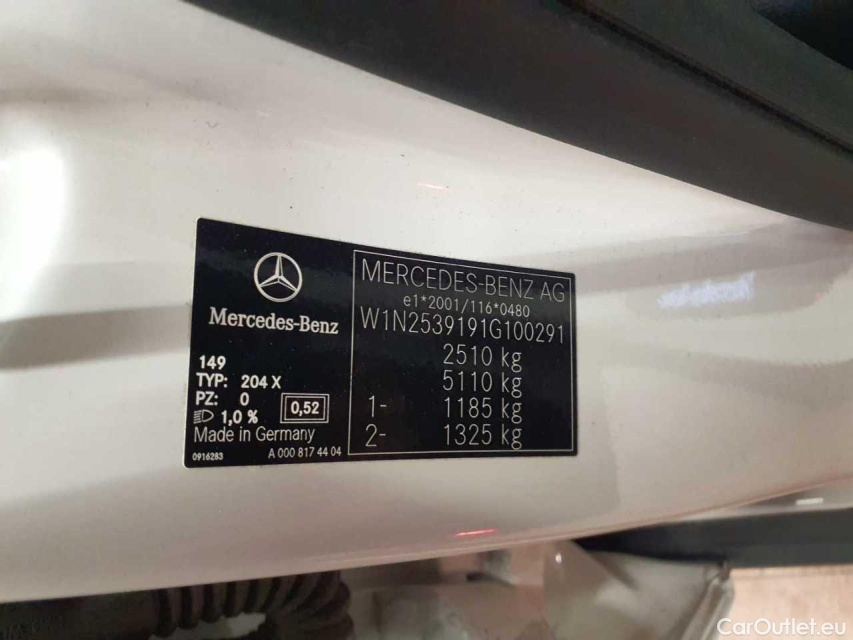 Mercedes-Benz
149
TYP: 204 X
PZ: 0
1,0 %
0,52
Made in Germany
0916283
A 000 817 44 04
MERCEDES-BENZ AG
e1*2001/116*0480
W1N2539191G100291
2510 kg
5110 kg
1- 1185 kg
2- 1325 kg
CarOutlet.eu